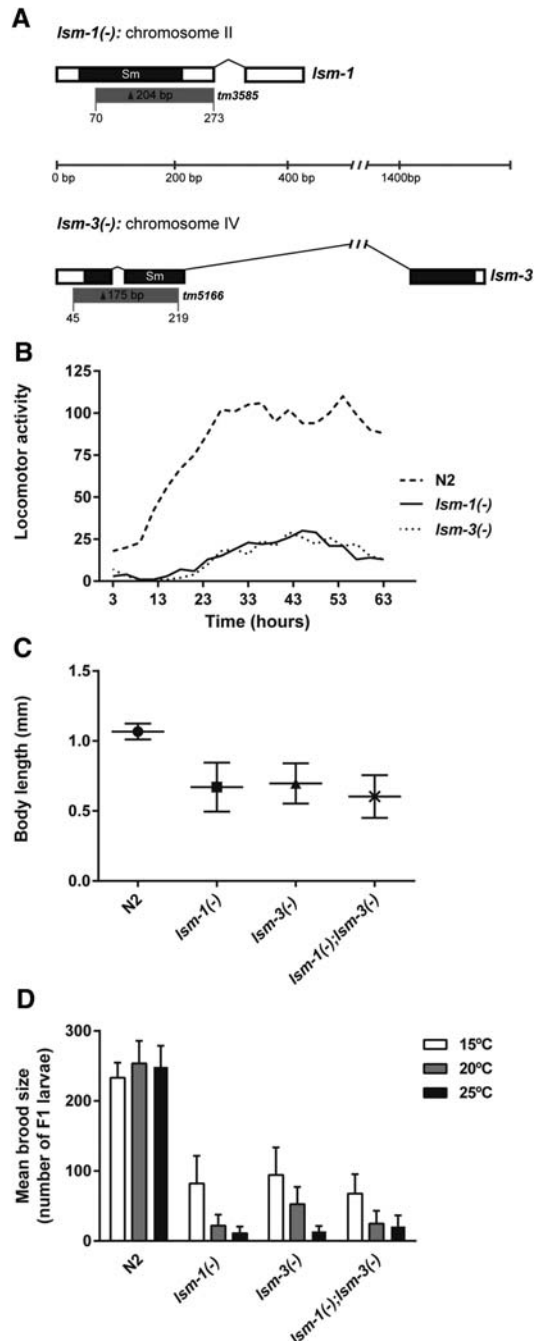 A
lsm-1(-): chromosome II
Sm
lsm-1
▲204 bp
tm3585
70
273
0 bp
200 bp
400 bp
1400bp
lsm-3(-): chromosome IV
Sm
lsm-3
▲175 bp
tm5166
45
219
B
Locomotor activity
125
100
75
50
25
0
3
13
23
33
43
53
63
Time (hours)
N2
lsm-1(-)
lsm-3(-)
C
Body length (mm)
1.5
1.0
0.5
0.0
N2
lsm-1(-)
lsm-3(-)
lsm-1(-);lsm-3(-)
D
Mean brood size
(number of F1 larvae)
300
200
100
0
15ºC
20ºC
25ºC
N2
lsm-1(-)
lsm-3(-)
lsm-1(-);lsm-3(-)